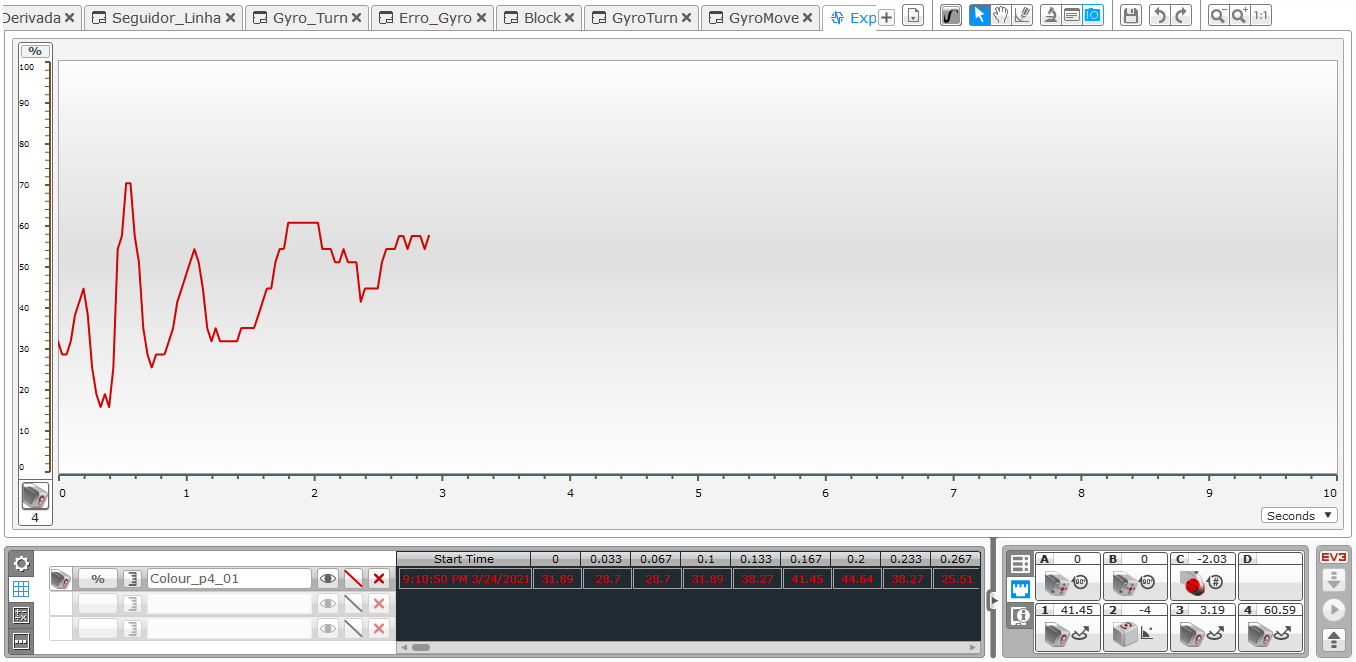 Derivada Seguidor_Linha Gyro_Turn Erro_Gyro Block GyroTurn GyroMove Exp 1:1
%
100
90
80
70
60
50
40
30
20
10
0
0 1 2 3 4 5 6 7 8 9 10
4
Seconds
Start Time 0 0.033 0.067 0.1 0.133 0.167 0.2 0.233 0.267
% Colour_p4_01 9:10:50 PM 3/24/2021 31.89 28.7 28.7 31.89 38.27 41.45 44.64 38.27 25.51
A 0 B 0 C -2.03 D
1 41.45 2 -4 3 3.19 4 60.59
EV3